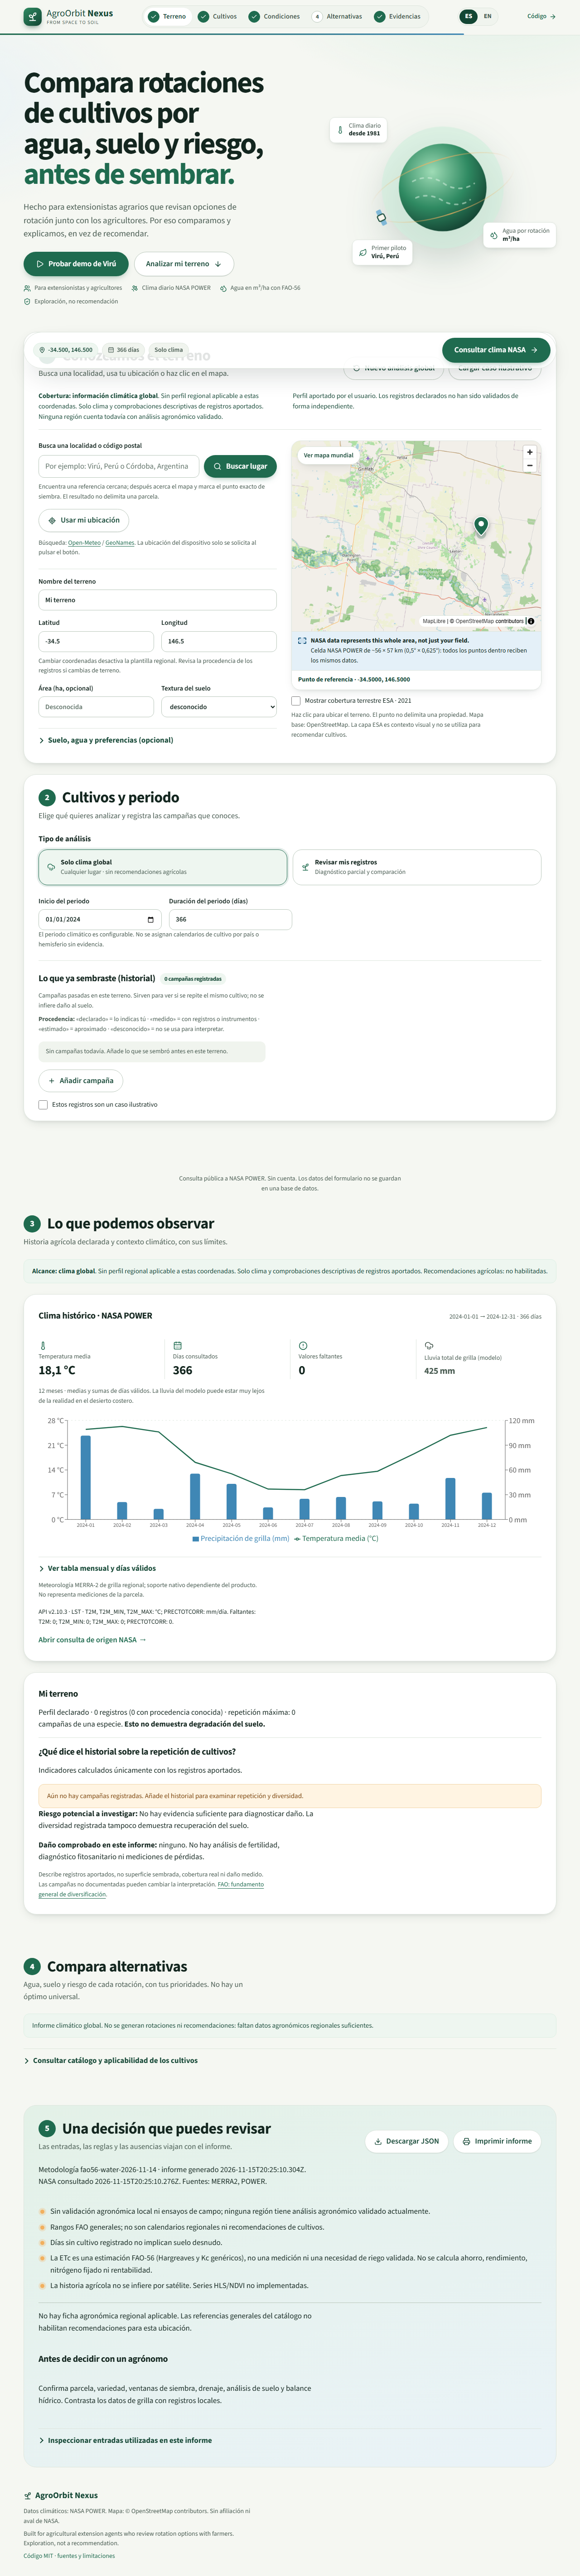 AgroOrbit Nexus
FROM SPACE TO SOIL
Terreno
Cultivos
Condiciones
4 Alternativas
Evidencias
ES EN
Código →
Compara rotaciones
de cultivos por
agua, suelo y riesgo,
antes de sembrar.
Hecho para extensionistas agrarios que revisan opciones de
rotación junto con los agricultores. Por eso comparamos y
explicamos, en vez de recomendar.
Probar demo de Virú
Analizar mi terreno ↓
Para extensionistas y agricultores
Clima diario NASA POWER
Agua en m³/ha con FAO-56
Exploración, no recomendación
Clima diario
desde 1981
Agua por rotación
m³/ha
Primer piloto
Virú, Perú
-34.500, 146.500
366 días
Solo clima
Consultar clima NASA →
Busca una localidad, usa tu ubicación o haz clic en el mapa.
Cobertura: información climática global. Sin perfil regional aplicable a estas
coordenadas. Solo clima y comprobaciones descriptivas de registros aportados.
Ninguna región cuenta todavía con análisis agronómico validado.
Perfil aportado por el usuario. Los registros declarados no han sido validados de
forma independiente.
Busca una localidad o código postal
Por ejemplo: Virú, Perú o Córdoba, Argentina
Buscar lugar
Encuentra una referencia cercana; después acerca el mapa y marca el punto exacto de
siembra. El resultado no delimita una parcela.
Usar mi ubicación
Búsqueda: Open-Meteo / GeoNames. La ubicación del dispositivo solo se solicita al
pulsar el botón.
Nombre del terreno
Mi terreno
Latitud
Longitud
-34.5
146.5
Cambiar coordenadas desactiva la plantilla regional. Revisa la procedencia de los
registros si cambias de terreno.
Área (ha, opcional)
Textura del suelo
Desconocida
desconocido
Suelo, agua y preferencias (opcional)
Ver mapa mundial
+
−
MapLibre | © OpenStreetMap contributors
NASA data represents this whole area, not just your field.
Celda NASA POWER de ~56 × 57 km (0,5° × 0,625°): todos los puntos dentro reciben
los mismos datos.
Punto de referencia · -34.5000, 146.5000
Mostrar cobertura terrestre ESA · 2021
Haz clic para ubicar el terreno. El punto no delimita una propiedad. Mapa
base: OpenStreetMap. La capa ESA es contexto visual y no se utiliza para
recomendar cultivos.
2 Cultivos y periodo
Elige qué quieres analizar y registra las campañas que conoces.
Tipo de análisis
Solo clima global
Cualquier lugar · sin recomendaciones agrícolas
Revisar mis registros
Diagnóstico parcial y comparación
Inicio del periodo
Duración del periodo (días)
01/01/2024
366
El periodo climático es configurable. No se asignan calendarios de cultivo por país o
hemisferio sin evidencia.
Lo que ya sembraste (historial) 0 campañas registradas
Campañas pasadas en este terreno. Sirven para ver si se repite el mismo cultivo; no se
infiere daño al suelo.
Procedencia: «declarado» = lo indicas tú · «medido» = con registros o instrumentos ·
«estimado» = aproximado · «desconocido» = no se usa para interpretar.
Sin campañas todavía. Añade lo que se sembró antes en este terreno.
+ Añadir campaña
Estos registros son un caso ilustrativo
Consulta pública a NASA POWER. Sin cuenta. Los datos del formulario no se guardan
en una base de datos.
3 Lo que podemos observar
Historia agrícola declarada y contexto climático, con sus límites.
Alcance: clima global. Sin perfil regional aplicable a estas coordenadas. Solo clima y comprobaciones descriptivas de registros aportados. Recomendaciones agrícolas: no habilitadas.
Clima histórico · NASA POWER
2024-01-01 → 2024-12-31 · 366 días
Temperatura media
18,1 °C
Días consultados
366
Valores faltantes
0
Lluvia total de grilla (modelo)
425 mm
12 meses · medias y sumas de días válidos. La lluvia del modelo puede estar muy lejos
de la realidad en el desierto costero.
28 °C
21 °C
14 °C
7 °C
0 °C
120 mm
90 mm
60 mm
30 mm
0 mm
2024-01 2024-02 2024-03 2024-04 2024-05 2024-06 2024-07 2024-08 2024-09 2024-10 2024-11 2024-12
Precipitación de grilla (mm) Temperatura media (°C)
Ver tabla mensual y días válidos
Meteorología MERRA-2 de grilla regional; soporte nativo dependiente del producto.
No representa mediciones de la parcela.
API v2.10.3 · LST · T2M, T2M_MIN, T2M_MAX: °C; PRECTOTCORR: mm/día. Faltantes:
T2M: 0; T2M_MIN: 0; T2M_MAX: 0; PRECTOTCORR: 0.
Abrir consulta de origen NASA →
Mi terreno
Perfil declarado · 0 registros (0 con procedencia conocida) · repetición máxima: 0
campañas de una especie. Esto no demuestra degradación del suelo.
¿Qué dice el historial sobre la repetición de cultivos?
Indicadores calculados únicamente con los registros aportados.
Aún no hay campañas registradas. Añade el historial para examinar repetición y diversidad.
Riesgo potencial a investigar: No hay evidencia suficiente para diagnosticar daño. La
diversidad registrada tampoco demuestra recuperación del suelo.
Daño comprobado en este informe: ninguno. No hay análisis de fertilidad,
diagnóstico fitosanitario ni mediciones de pérdidas.
Describe registros aportados, no superficie sembrada, cobertura real ni daño medido.
Las campañas no documentadas pueden cambiar la interpretación. FAO: fundamento
general de diversificación.
4 Compara alternativas
Agua, suelo y riesgo de cada rotación, con tus prioridades. No hay un
óptimo universal.
Informe climático global. No se generan rotaciones ni recomendaciones: faltan datos agronómicos regionales suficientes.
Consultar catálogo y aplicabilidad de los cultivos
5 Una decisión que puedes revisar
Las entradas, las reglas y las ausencias viajan con el informe.
Descargar JSON
Imprimir informe
Metodología fao56-water-2026-11-14 · informe generado 2026-11-15T20:25:10.304Z.
NASA consultado 2026-11-15T20:25:10.276Z. Fuentes: MERRA2, POWER.
Sin validación agronómica local ni ensayos de campo; ninguna región tiene análisis agronómico validado actualmente.
Rangos FAO generales; no son calendarios regionales ni recomendaciones de cultivos.
Días sin cultivo registrado no implican suelo desnudo.
La ETc es una estimación FAO-56 (Hargreaves y Kc genéricos), no una medición ni una necesidad de riego validada. No se calcula ahorro, rendimiento,
nitrógeno fijado ni rentabilidad.
La historia agrícola no se infiere por satélite. Series HLS/NDVI no implementadas.
No hay ficha agronómica regional aplicable. Las referencias generales del catálogo no
habilitan recomendaciones para esta ubicación.
Antes de decidir con un agrónomo
Confirma parcela, variedad, ventanas de siembra, drenaje, análisis de suelo y balance
hídrico. Contrasta los datos de grilla con registros locales.
Inspeccionar entradas utilizadas en este informe
AgroOrbit Nexus
Datos climáticos: NASA POWER. Mapa: © OpenStreetMap contributors. Sin afiliación ni
aval de NASA.
Built for agricultural extension agents who review rotation options with farmers.
Exploration, not a recommendation.
Código MIT · fuentes y limitaciones